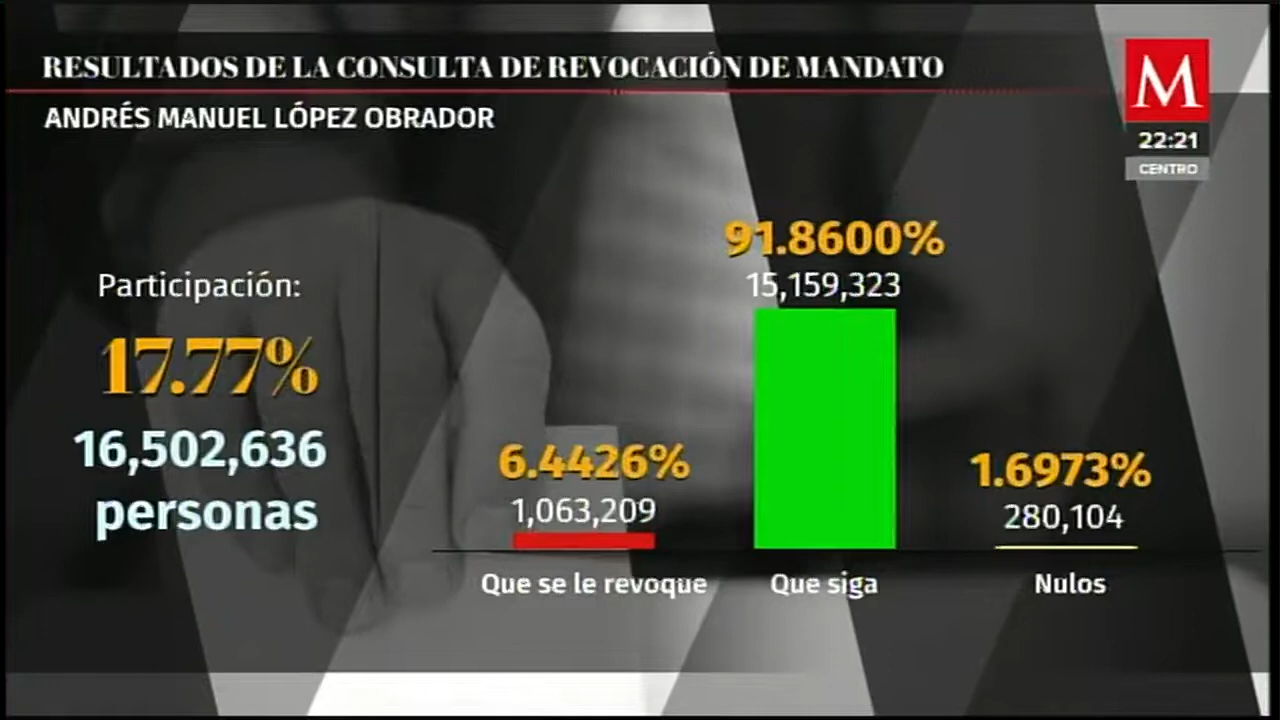 RESULTADOS DE LA CONSULTA DE REVOCACIÓN DE MANDATO
ANDRÉS MANUEL LÓPEZ OBRADOR
M
22:21
CENTRO
Participación:
17.77%
16,502,636
personas
6.4426%
1,063,209
Que se le revoque
91.8600%
15,159,323
Que siga
1.6973%
280,104
Nulos